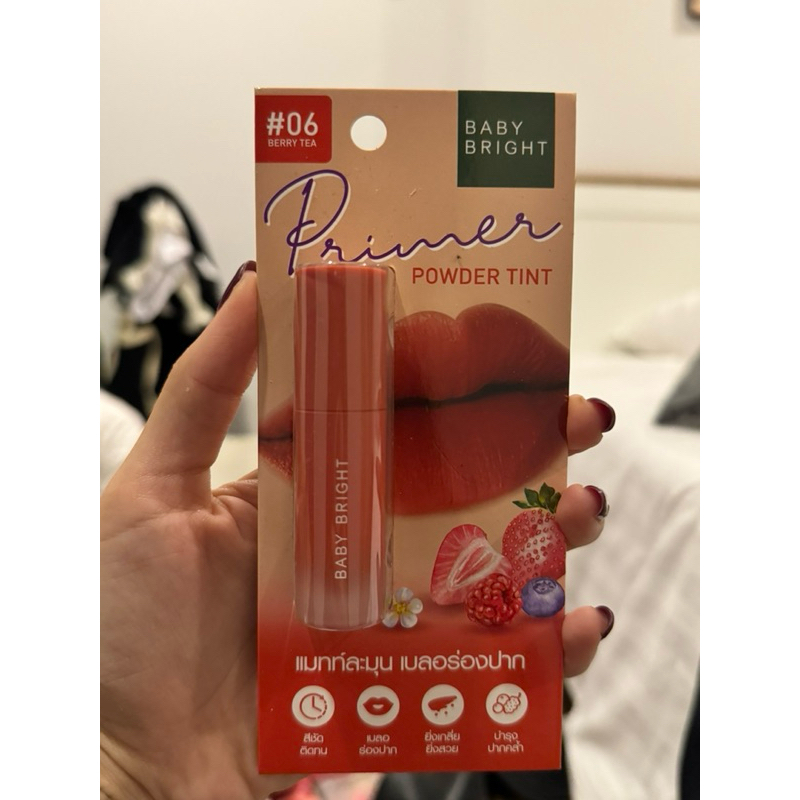 #06
BERRY TEA
BABY
BRIGHT
Primer
POWDER TINT
BABY BRIGHT
แมทท์ละมุน เบลอร่องปาก
สีชัด
ติดทน
เบลอ
ร่องปาก
ยิ่งเกลี่ย
ยิ่งสวย
บำรุง
ปากคล้ำ